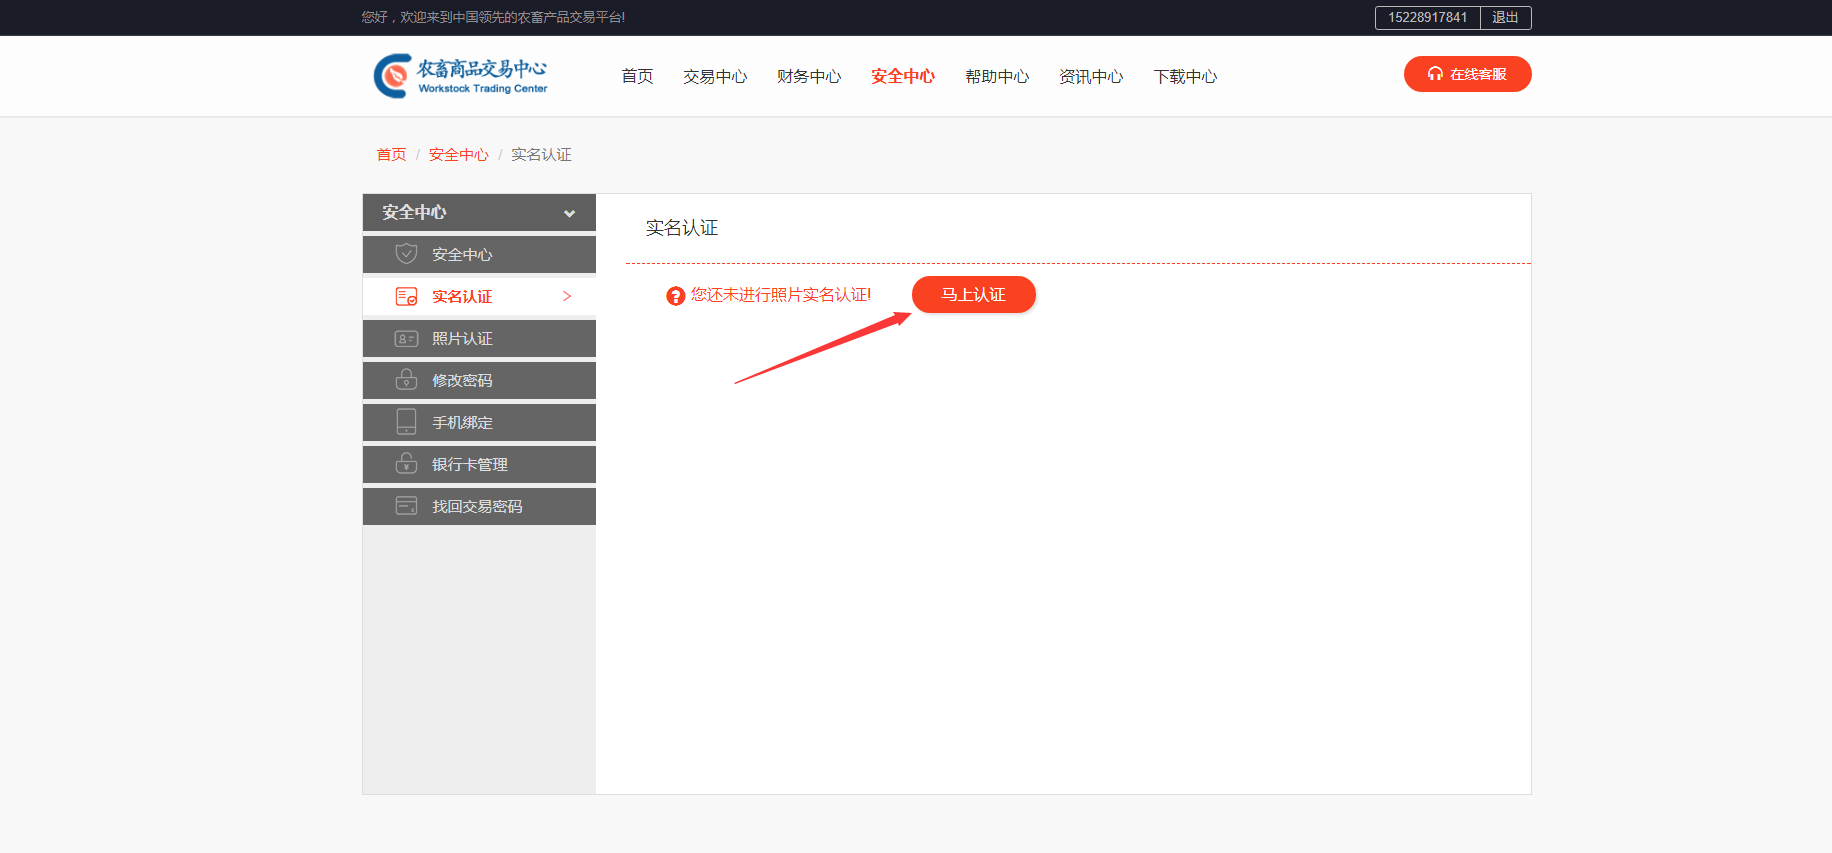 您好，欢迎来到中国领先的农畜产品交易平台!
15228917841 退出
农畜商品交易中心
Workstock Trading Center
首页 交易中心 财务中心 安全中心 帮助中心 资讯中心 下载中心
在线客服
首页 / 安全中心 / 实名认证
安全中心
安全中心
实名认证
照片认证
修改密码
手机绑定
银行卡管理
找回交易密码
实名认证
您还未进行照片实名认证!
马上认证